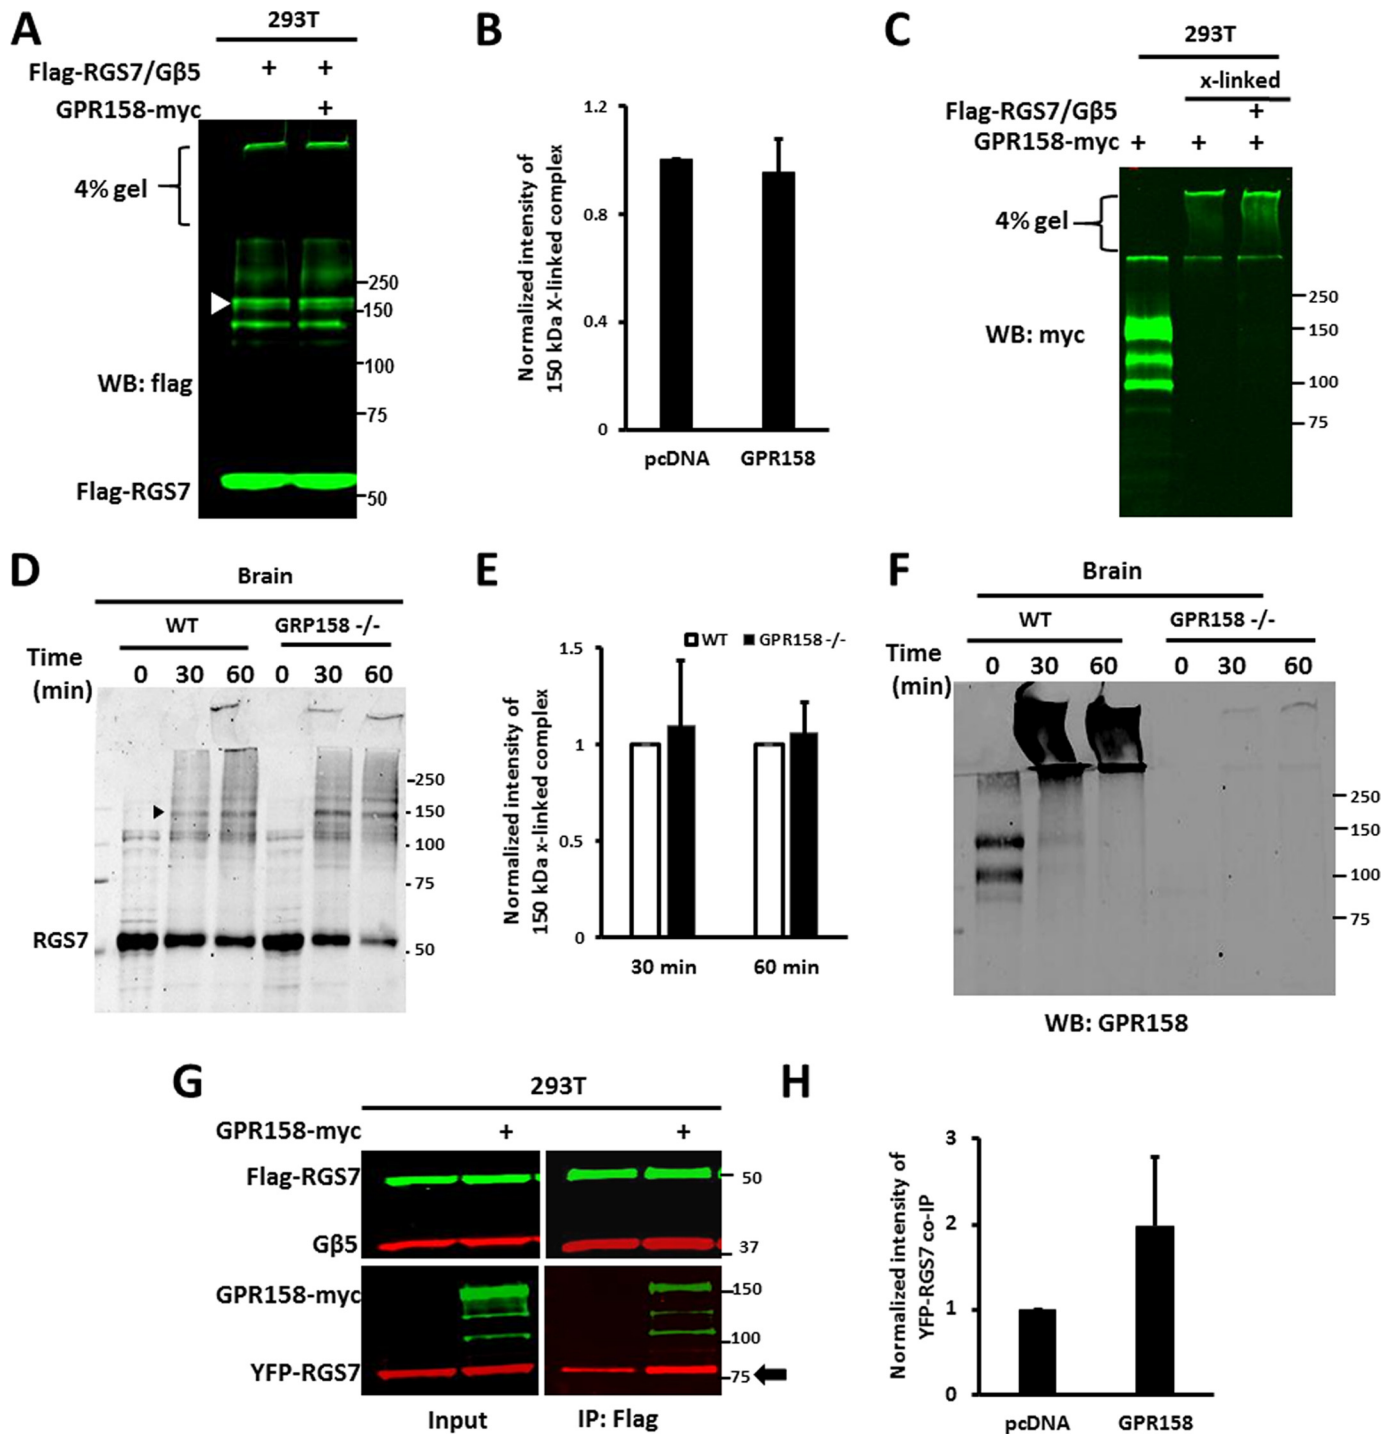 A
293T
Flag-RGS7/Gβ5 + +
GPR158-myc +
4% gel
250
150
WB: flag
100
75
Flag-RGS7
50
B
Normalized intensity of
150 kDa X-linked complex
1.2
0.8
0.4
0
pcDNA GPR158
C
293T
x-linked
Flag-RGS7/Gβ5 +
GPR158-myc + + +
4% gel
250
WB: myc
150
100
75
D
Brain
WT GRP158 -/-
Time
(min)
0 30 60 0 30 60
250
150
100
75
RGS7
50
E
Normalized intensity of
150 kDa x-linked complex
WT GPR158 -/-
1.5
1
0.5
0
30 min 60 min
F
Brain
WT GPR158 -/-
Time
(min)
0 30 60 0 30 60
250
150
100
75
WB: GPR158
G
293T
GPR158-myc + +
Flag-RGS7
50
Gβ5
37
GPR158-myc
150
100
YFP-RGS7
75
Input IP: Flag
H
Normalized intensity of
YFP-RGS7 co-IP
3
2
1
0
pcDNA GPR158